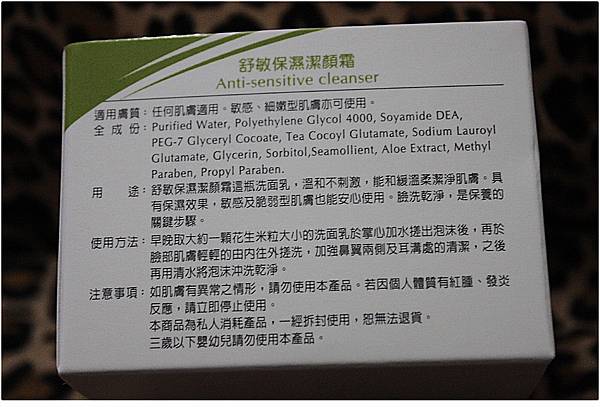 舒敏保濕潔顏霜
Anti-sensitive cleanser
適用膚質：任何肌膚適用。敏感、細嫩型肌膚亦可使用。
全成份：Purified Water, Polyethylene Glycol 4000, Soyamide DEA,
PEG-7 Glyceryl Cocoate, Tea Cocoyl Glutamate, Sodium Lauroyl
Glutamate, Glycerin, Sorbitol,Seamollient, Aloe Extract, Methyl
Paraben, Propyl Paraben.
用途：舒敏保濕潔顏霜這瓶洗面乳，溫和不刺激，能和緩溫柔潔淨肌膚。具
有保濕效果，敏感及脆弱型肌膚也能安心使用。臉洗乾淨，是保養的
關鍵步驟。
使用方法：早晚取大約一顆花生米粒大小的洗面乳於掌心加水搓出泡沫後，再於
臉部肌膚輕輕的由內往外搓洗，加強鼻翼兩側及耳溝處的清潔，之後
再用清水將泡沫沖洗乾淨。
注意事項：如肌膚有異常之情形，請勿使用本產品。若因個人體質有紅腫、發炎
反應，請立即停止使用。
本商品為私人消耗產品，一經拆封使用，恕無法退貨。
三歲以下嬰幼兒請勿使用本產品。